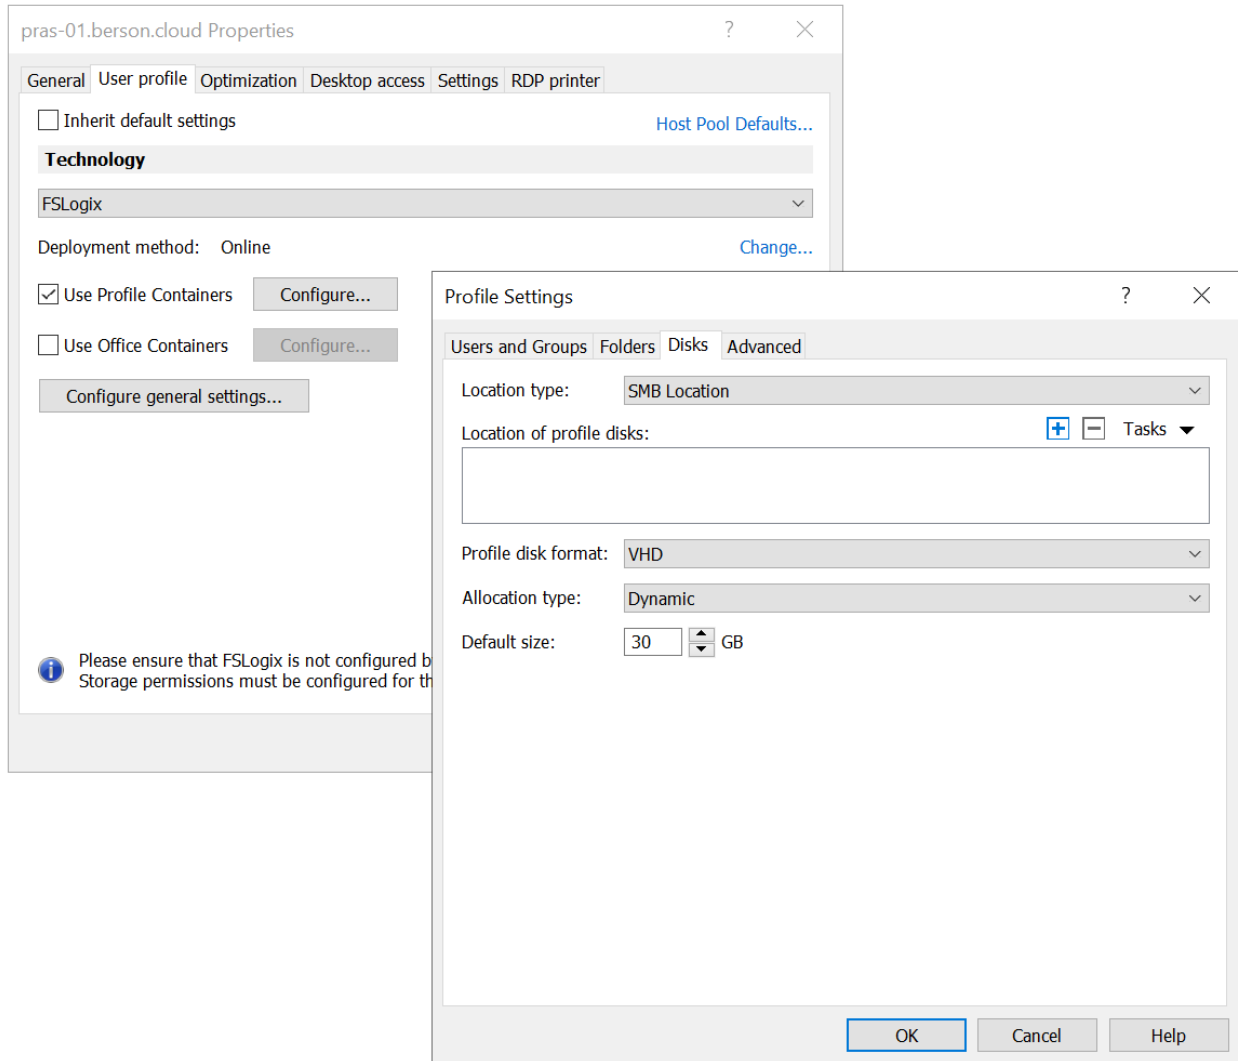 pras-01.berson.cloud Properties ?
General User profile Optimization Desktop access Settings RDP printer
Inherit default settings
Host Pool Defaults...
Technology
FSLogix
Deployment method: Online
Change...
Use Profile Containers Configure...
Use Office Containers Configure...
Configure general settings...
Please ensure that FSLogix is not configured b
Storage permissions must be configured for th
Profile Settings ?
Users and Groups Folders Disks Advanced
Location type: SMB Location
Location of profile disks: Tasks
Profile disk format: VHD
Allocation type: Dynamic
Default size: 30 GB
OK Cancel Help